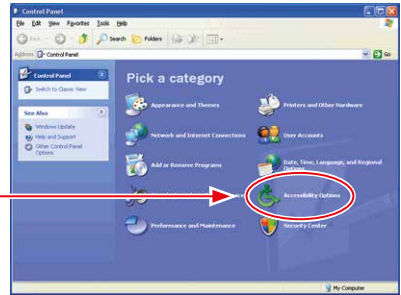 Control Panel
File Edit View Favorites Tools Help
Back Search Folders
Address Control Panel Go
Control Panel
Switch to Classic View
See Also
Windows Update
Help and Support
Other Control Panel
Options
Pick a category
Appearance and Themes
Printers and Other Hardware
Network and Internet Connections
User Accounts
Add or Remove Programs
Date, Time, Language, and Regional
Options
Accessibility Options
Performance and Maintenance
Security Center
My Computer